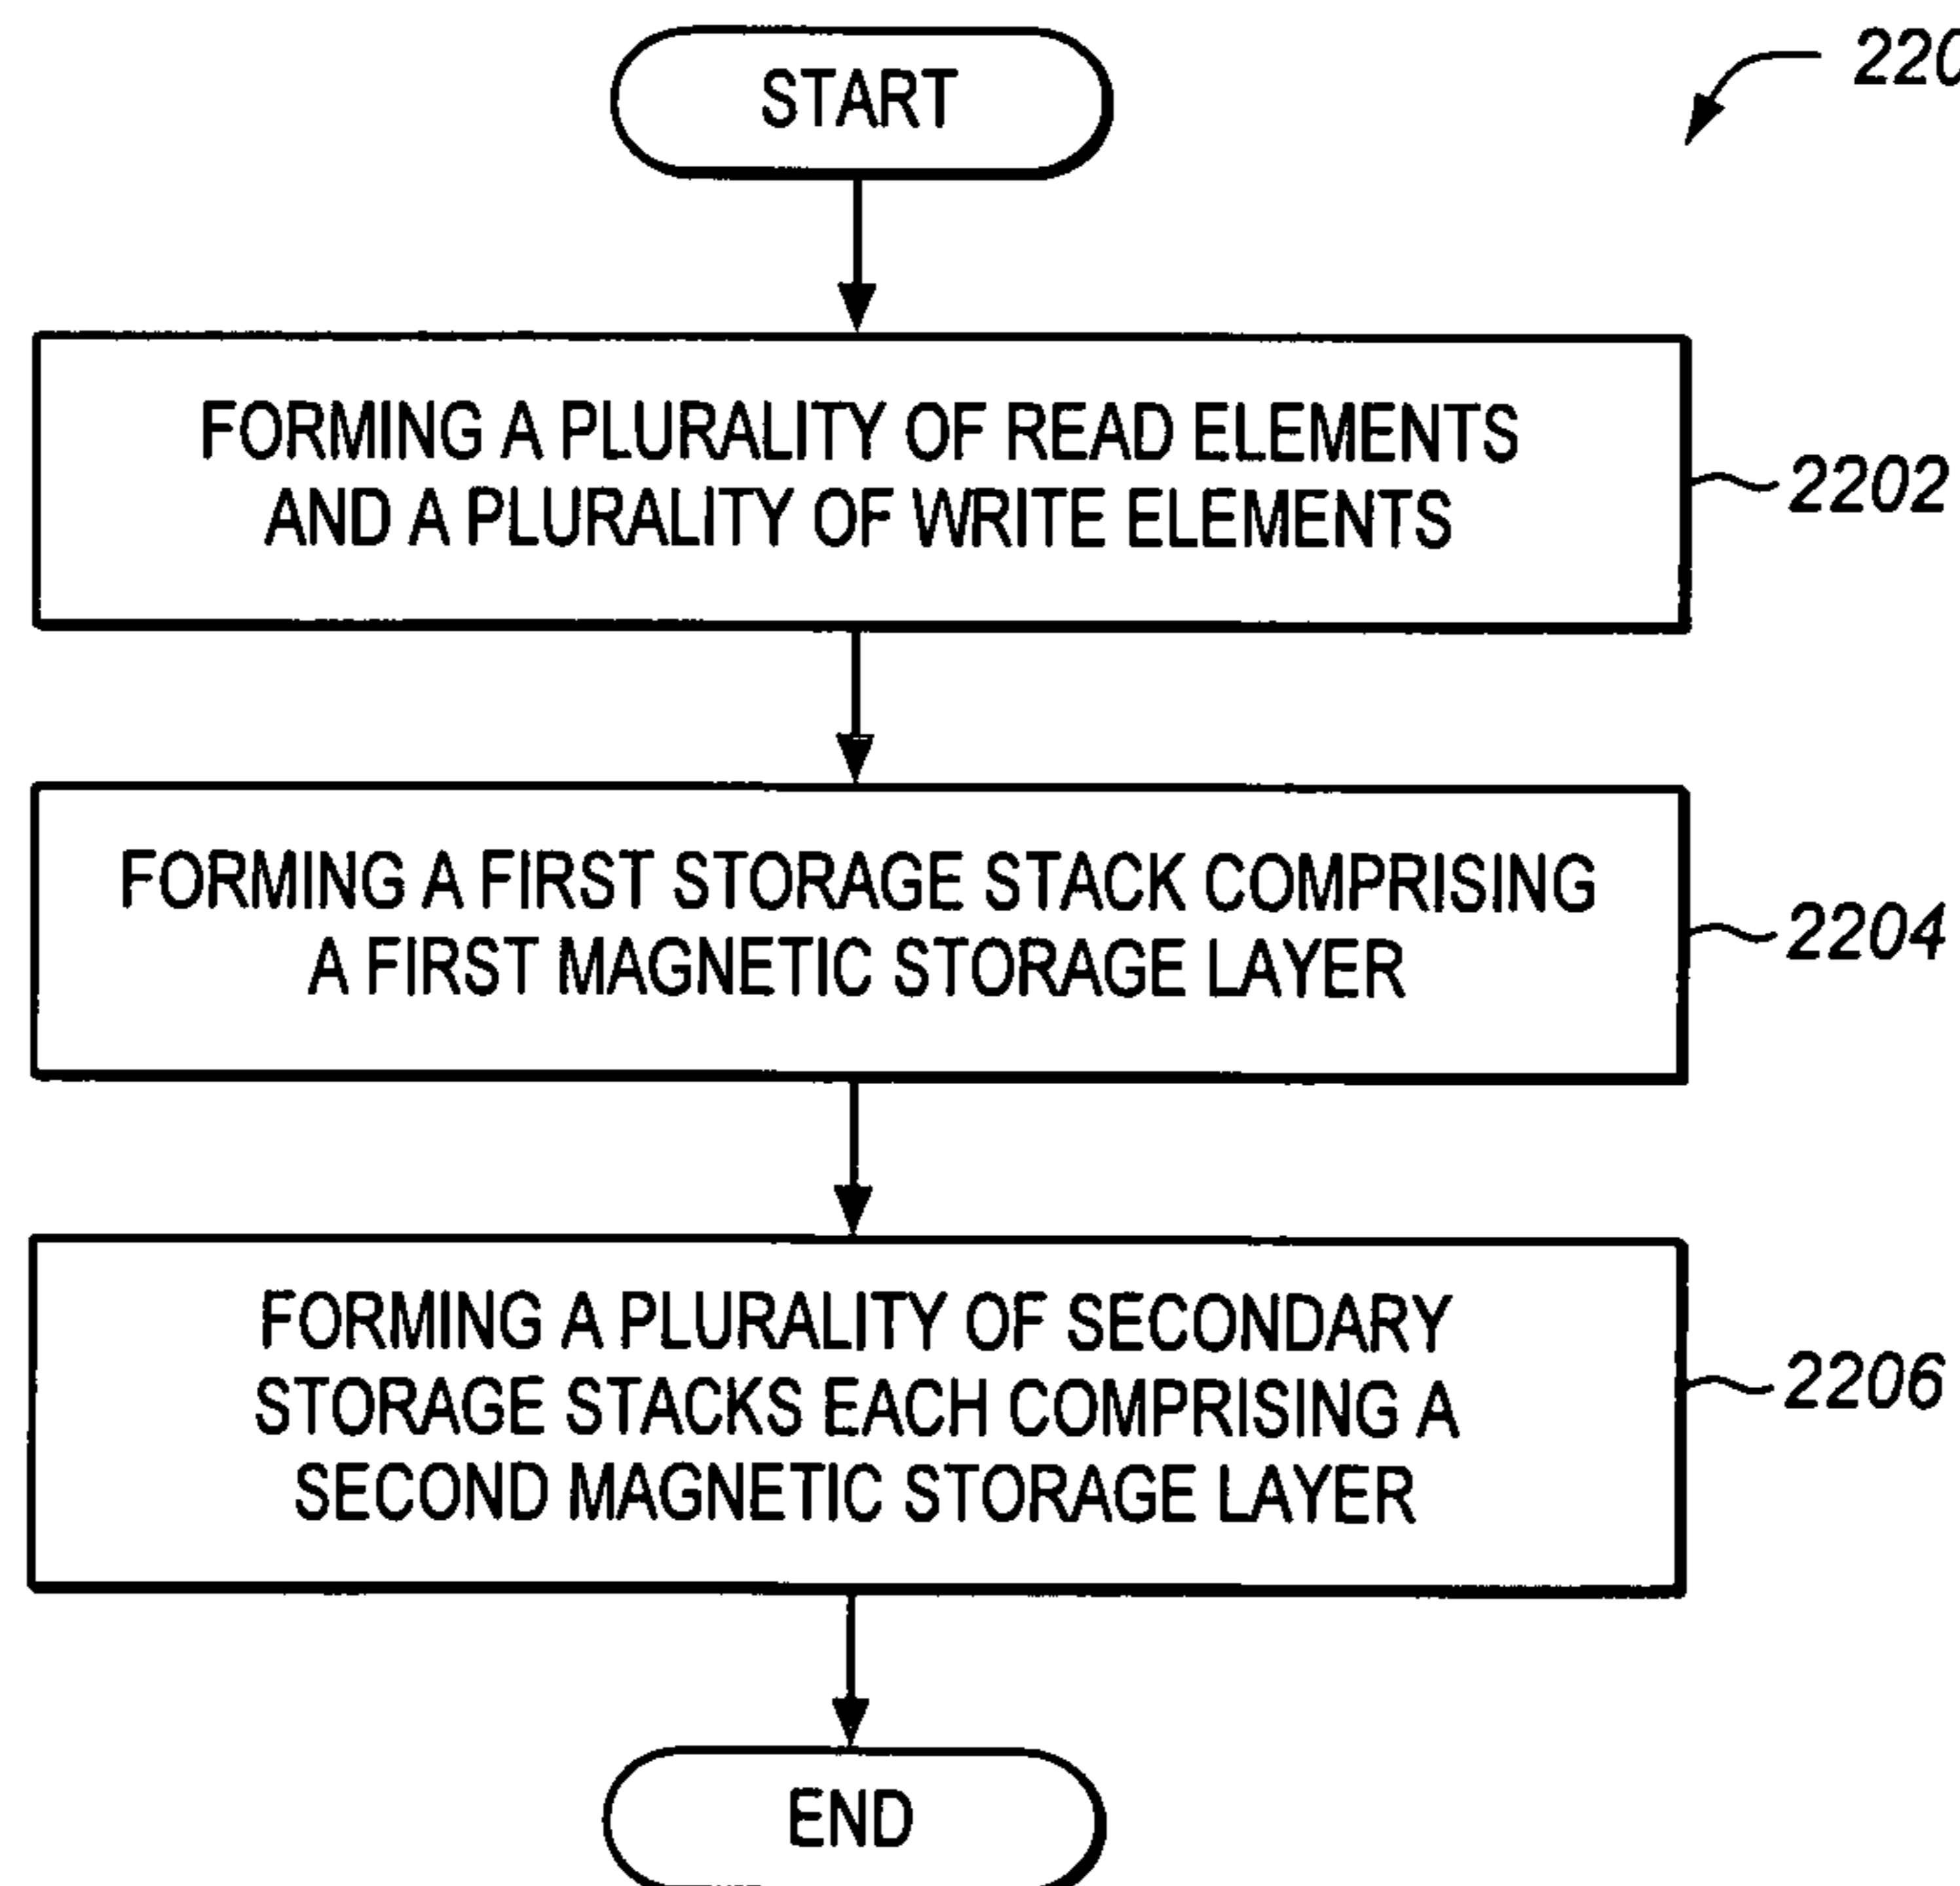 START
FORMING A PLURALITY OF READ ELEMENTS
AND A PLURALITY OF WRITE ELEMENTS
2202
FORMING A FIRST STORAGE STACK COMPRISING
A FIRST MAGNETIC STORAGE LAYER
2204
FORMING A PLURALITY OF SECONDARY
STORAGE STACKS EACH COMPRISING A
SECOND MAGNETIC STORAGE LAYER
2206
END